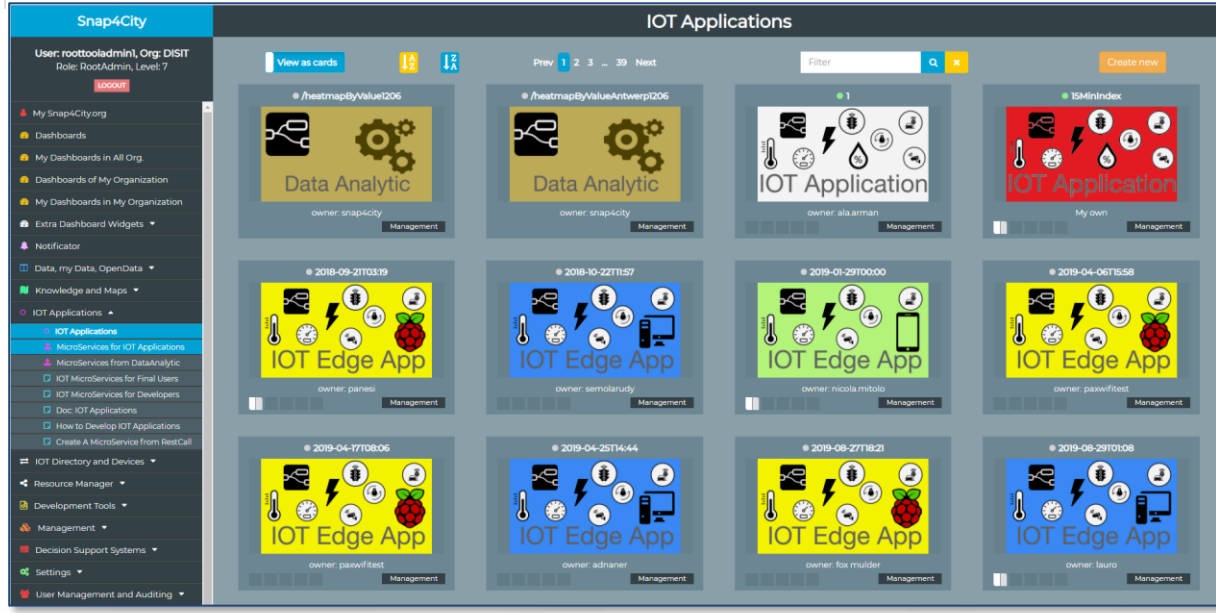 Snap4City
User: roottooladmin1, Org: DISIT
Role: RootAdmin, Level: 7
LOGOUT
My Snap4City.org
Dashboards
My Dashboards in All Org.
Dashboards of My Organization
My Dashboards in My Organization
Extra Dashboard Widgets
Notificator
Data, my Data, OpenData
Knowledge and Maps
IOT Applications
IOT Applications
MicroServices for IOT Applications
MicroServices from DataAnalytic
IOT MicroServices for Final Users
IOT MicroServices for Developers
Doc: IOT Applications
How to Develop IOT Applications
Create A MicroService from RestCall
IOT Directory and Devices
Resource Manager
Development Tools
Management
Decision Support Systems
Settings
User Management and Auditing
IOT Applications
View as cards
A Z
Z A
Prev 1 2 3 ... 39 Next
Filter
Create new
/heatmapByValue1206
/heatmapByValueAntwerp1206
1
15MinIndex
Data Analytic
Data Analytic
%
IOT Application
%
IOT Application
owner: snap4city
owner: snap4city
owner: ala.arman
My own
Management
Management
Management
Management
2018-09-21T03:19
2018-10-22T11:57
2019-01-29T00:00
2019-04-06T15:58
IOT Edge App
IOT Edge App
IOT Edge App
IOT Edge App
owner: panesi
owner: semolarudy
owner: nicola.mitolo
owner: paxwifitest
Management
Management
Management
Management
2019-04-17T08:06
2019-04-25T14:44
2019-08-27T18:21
2019-08-29T01:08
IOT Edge App
IOT Edge App
IOT Edge App
IOT Edge App
owner: paxwifitest
owner: adnaner
owner: fox mulder
owner: lauro
Management
Management
Management
Management